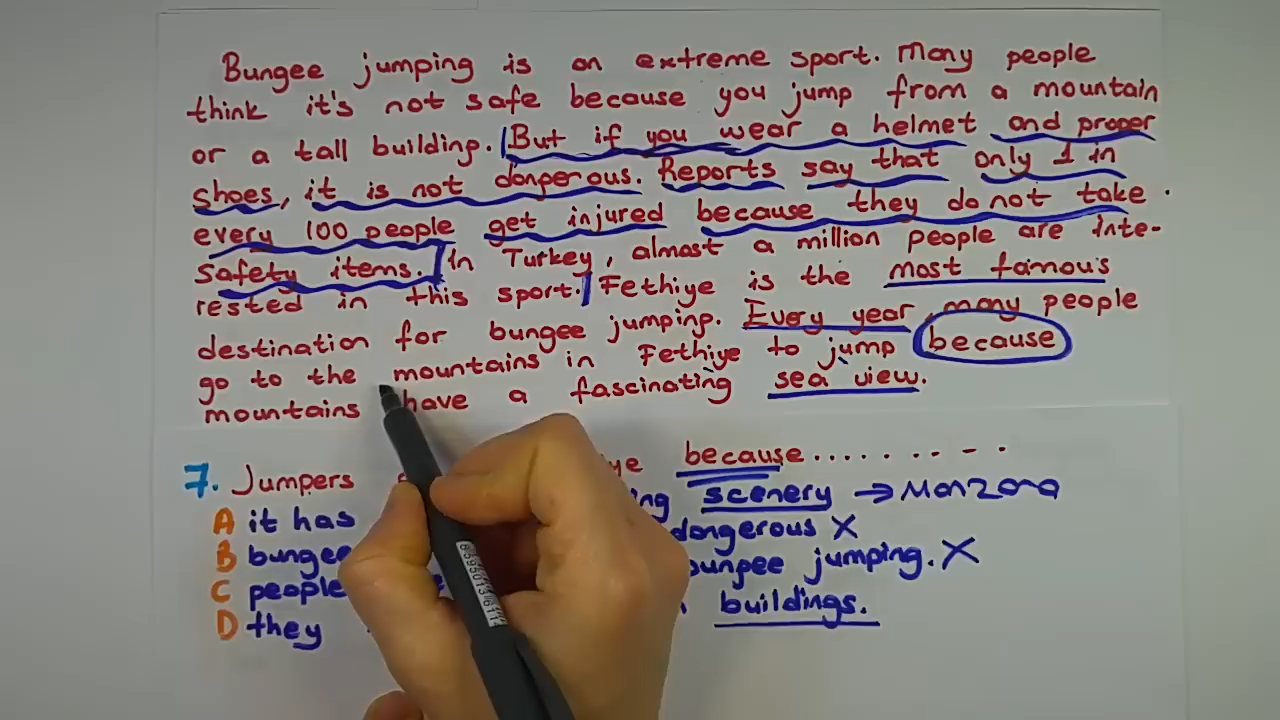 Bungee jumping is an extreme sport. Many people
think it's not safe because you jump from a mountain
or a tall building. But if you wear a helmet and proper
shoes, it is not dangerous. Reports say that only 1 in
every 100 people get injured because they do not take
safety items. In Turkey, almost a million people are inte-
rested in this sport. Fethiye is the most famous
destination for bungee jumping. Every year, many people
go to the mountains in Fethiye to jump because
mountains have a fascinating sea view.
7. Jumpers because.........
A it has scenery → Manzara
B bungee dangerous X
C people bungee jumping. X
D they buildings.